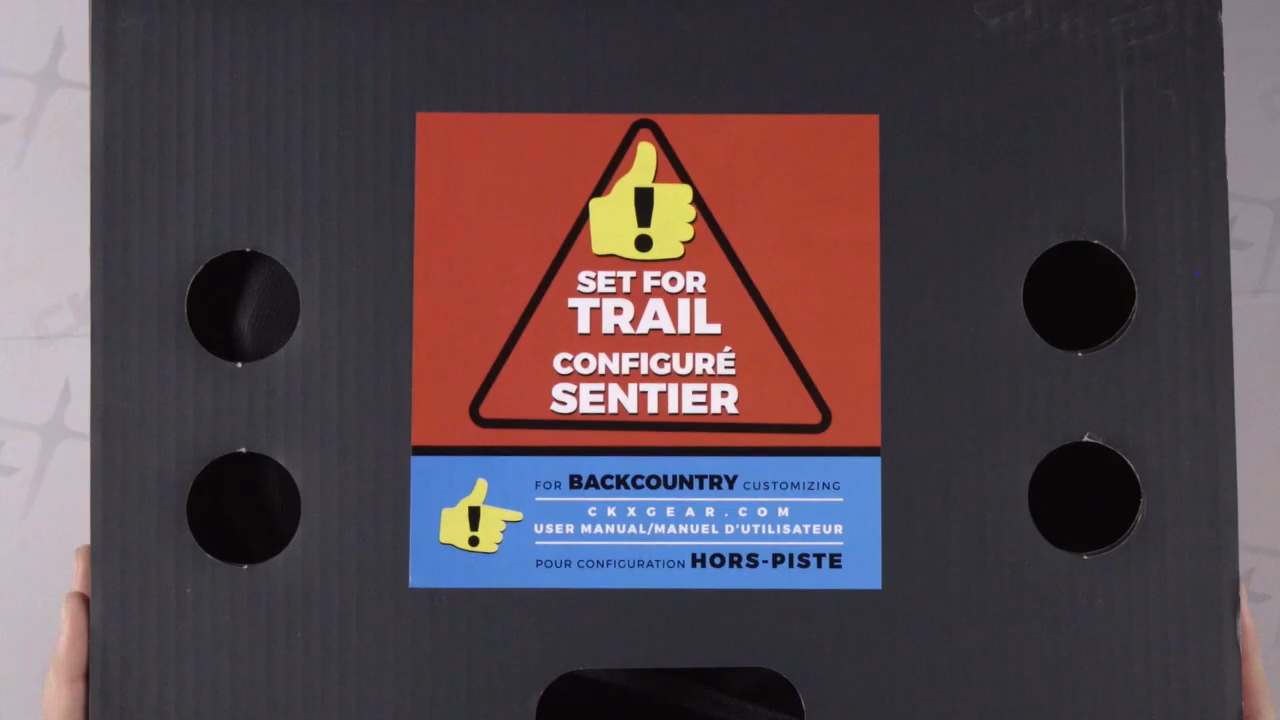 SET FOR
TRAIL
CONFIGURÉ
SENTIER
FOR BACKCOUNTRY CUSTOMIZING
CKXGEAR.COM
USER MANUAL/MANUEL D'UTILISATEUR
POUR CONFIGURATION HORS-PISTE